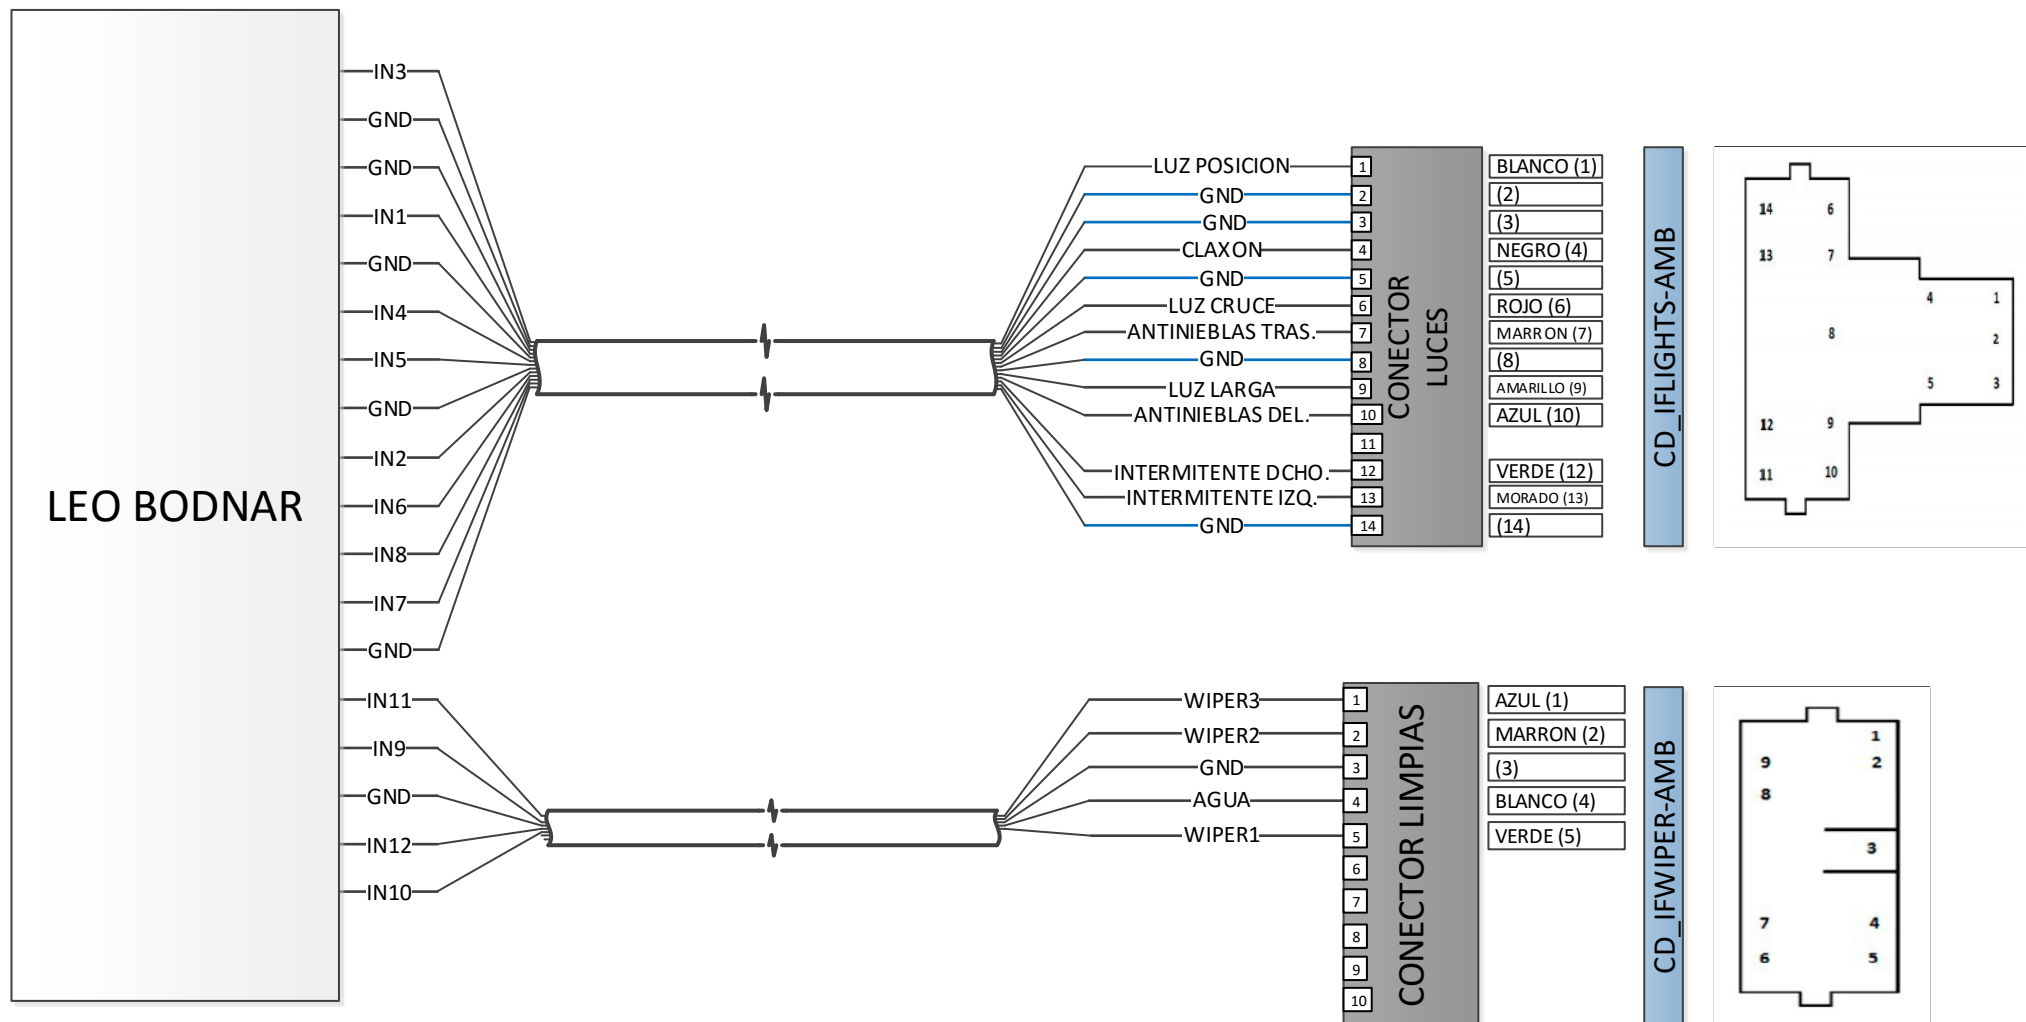 LEO BODNAR
IN3
GND
GND
IN1
GND
IN4
IN5
GND
IN2
IN6
IN8
IN7
GND
IN11
IN9
GND
IN12
IN10
LUZ POSICION 1 BLANCO (1)
GND 2 (2)
GND 3 (3)
CLAXON 4 NEGRO (4)
GND 5 (5)
LUZ CRUCE 6 ROJO (6)
ANTINIEBLAS TRAS. 7 MARRON (7)
GND 8 (8)
LUZ LARGA 9 AMARILLO (9)
ANTINIEBLAS DEL. 10 AZUL (10)
11
INTERMITENTE DCHO. 12 VERDE (12)
INTERMITENTE IZQ. 13 MORADO (13)
GND 14 (14)
CONECTOR
LUCES
CD_IFLIGHTS-AMB
14 6
13 7
4 1
8 2
5 3
12 9
11 10
WIPER3 1 AZUL (1)
WIPER2 2 MARRON (2)
GND 3 (3)
AGUA 4 BLANCO (4)
WIPER1 5 VERDE (5)
6
7
8
9
10
CONECTOR LIMPIAS
CD_IFWIPER-AMB
1
9 2
8
3
7 4
6 5